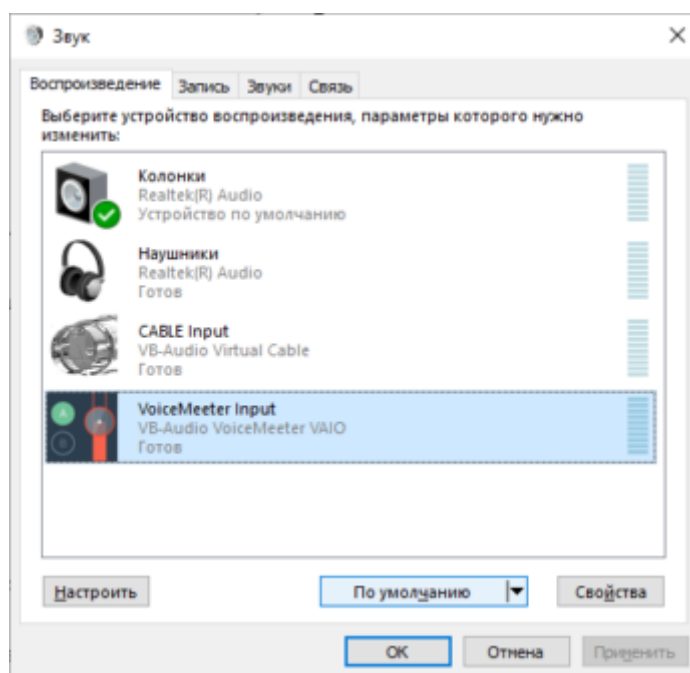 Звук
Воспроизведение Запись Звуки Связь
Выберите устройство воспроизведения, параметры которого нужно
изменить:
Колонки
Realtek(R) Audio
Устройство по умолчанию
Наушники
Realtek(R) Audio
Готов
CABLE Input
VB-Audio Virtual Cable
Готов
VoiceMeeter Input
VB-Audio VoiceMeeter VAIO
Готов
A
B
Настроить По умолчанию Свойства
OK Отмена Применить